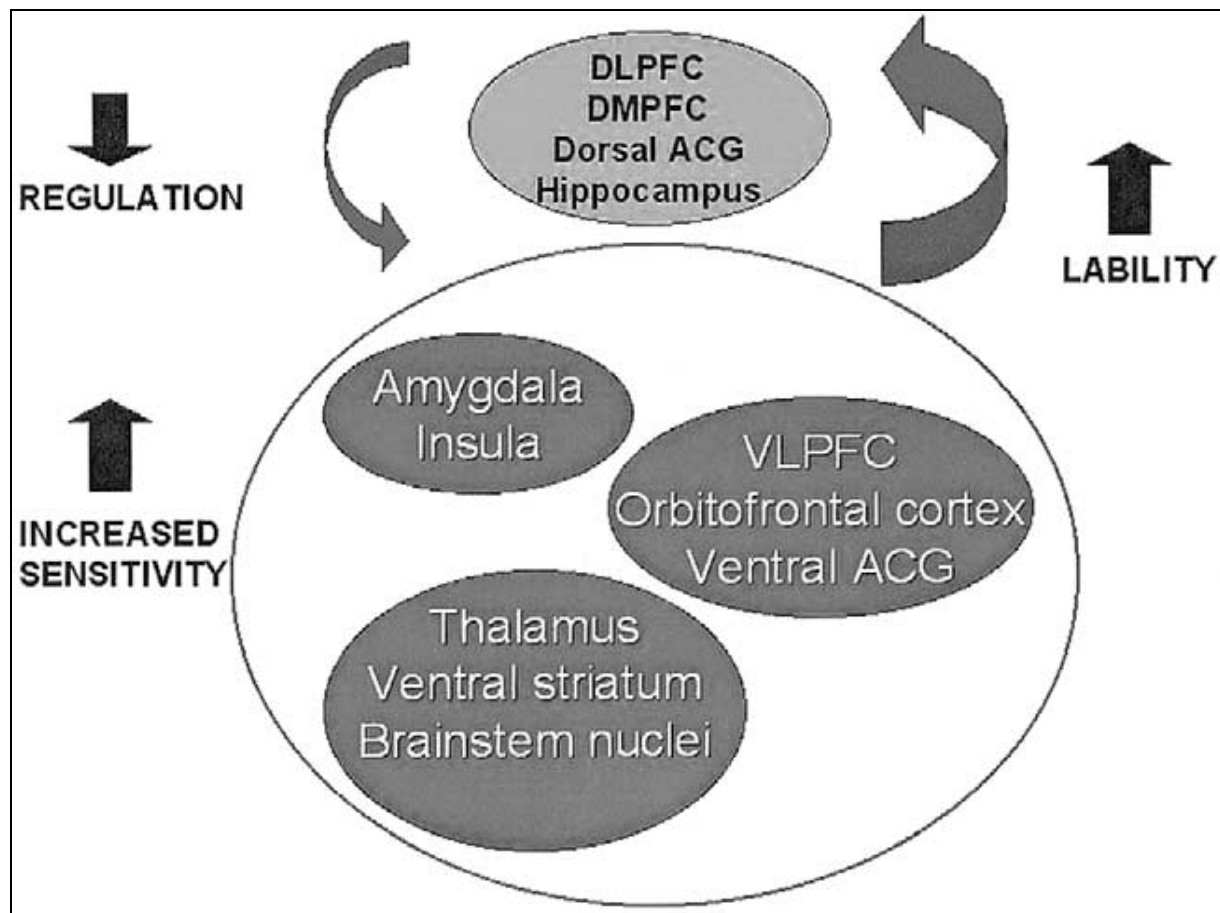 DLPFC
DMPFC
Dorsal ACG
Hippocampus
REGULATION
LABILITY
Amygdala
Insula
VLPFC
Orbitofrontal cortex
Ventral ACG
INCREASED
SENSITIVITY
Thalamus
Ventral striatum
Brainstem nuclei